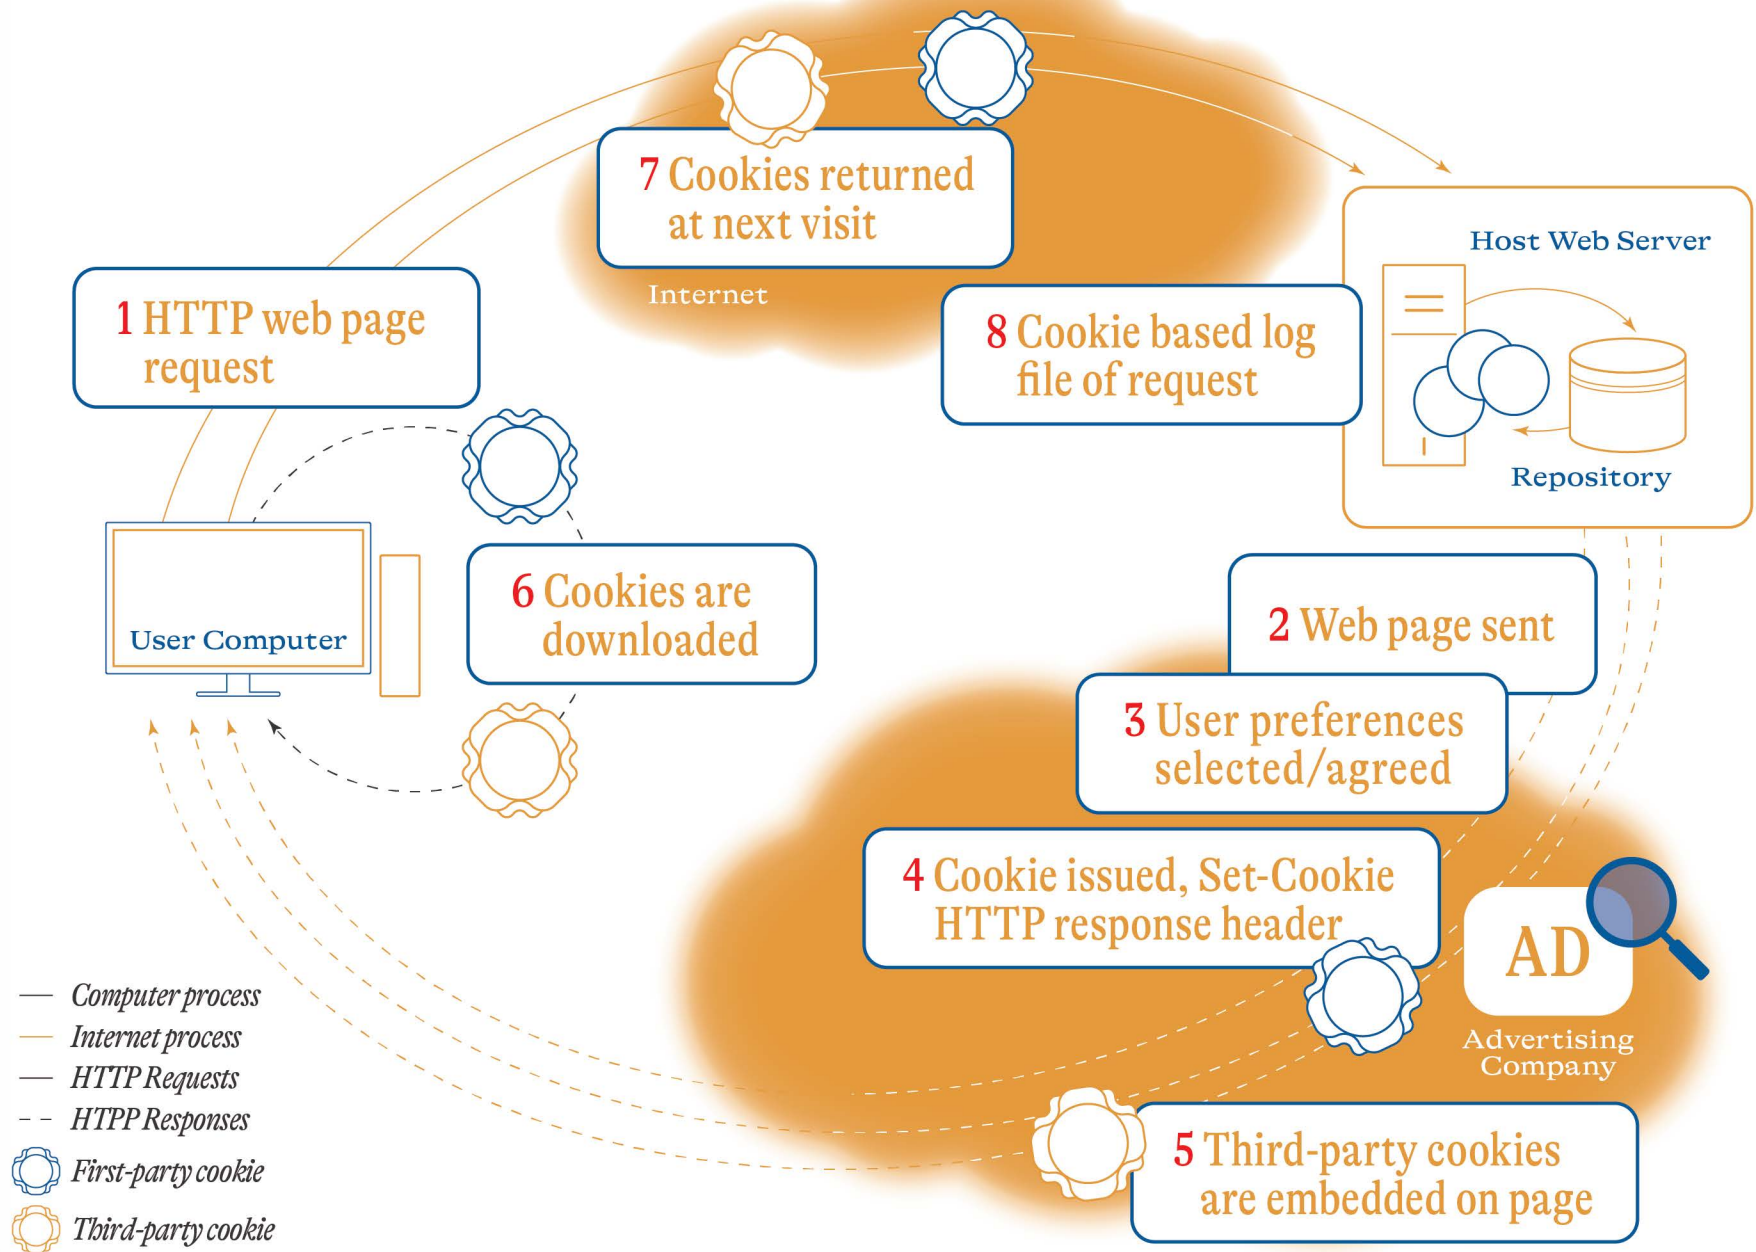 7 Cookies returned
at next visit
Internet
Host Web Server
1 HTTP web page
request
8 Cookie based log
file of request
Repository
6 Cookies are
downloaded
User Computer
2 Web page sent
3 User preferences
selected/agreed
4 Cookie issued, Set-Cookie
HTTP response header
AD
Advertising
Company
5 Third-party cookies
are embedded on page
Computer process
Internet process
HTTP Requests
HTPP Responses
First-party cookie
Third-party cookie